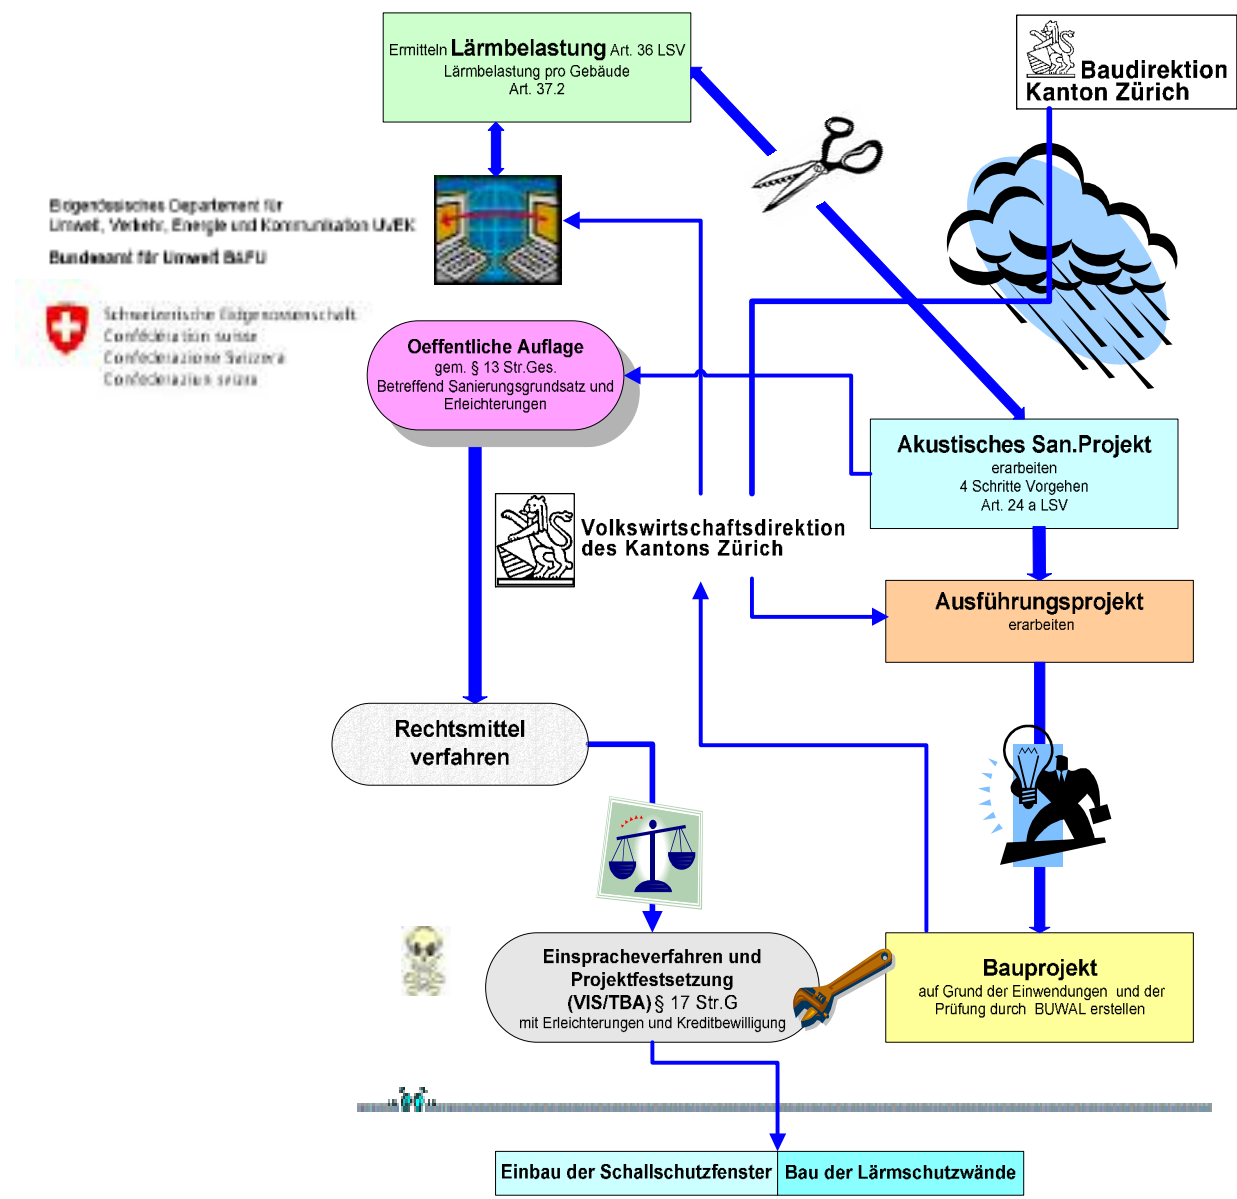 Ermitteln Lärmbelastung Art. 36 LSV
Lärmbelastung pro Gebäude
Art. 37.2
Baudirektion
Kanton Zürich
Eidgenössisches Departement für
Umwelt, Verkehr, Energie und Kommunikation UVEK
Bundesamt für Umwelt BAFU
Schweizerische Eidgenossenschaft
Confédération suisse
Confederazione Svizzera
Confederaziun svizra
Oeffentliche Auflage
gem. § 13 Str.Ges.
Betreffend Sanierungsgrundsatz und
Erleichterungen
Akustisches San.Projekt
erarbeiten
4 Schritte Vorgehen
Art. 24 a LSV
Volkswirtschaftsdirektion
des Kantons Zürich
Ausführungsprojekt
erarbeiten
Rechtsmittel
verfahren
Einspracheverfahren und
Projektfestsetzung
(VIS/TBA) § 17 Str.G
mit Erleichterungen und Kreditbewilligung
Bauprojekt
auf Grund der Einwendungen und der
Prüfung durch BUWAL erstellen
Einbau der Schallschutzfenster
Bau der Lärmschutzwände